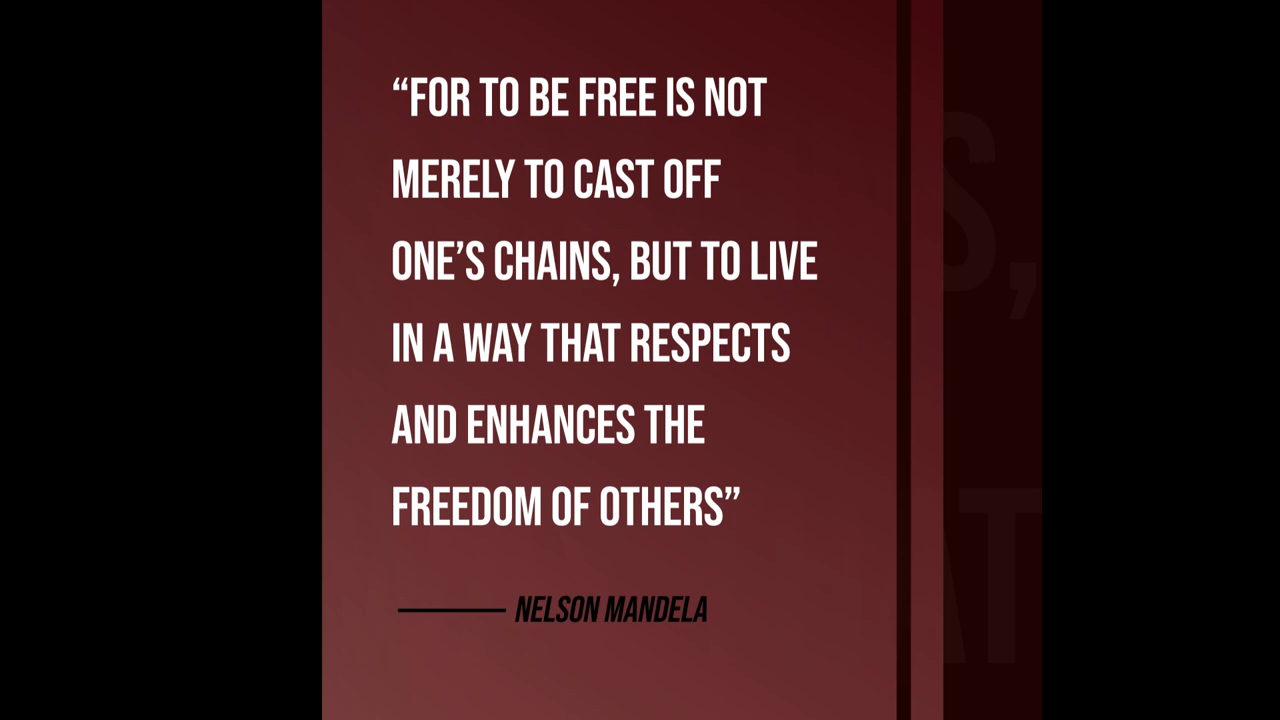 “FOR TO BE FREE IS NOT
MERELY TO CAST OFF
ONE’S CHAINS, BUT TO LIVE
IN A WAY THAT RESPECTS
AND ENHANCES THE
FREEDOM OF OTHERS”
NELSON MANDELA